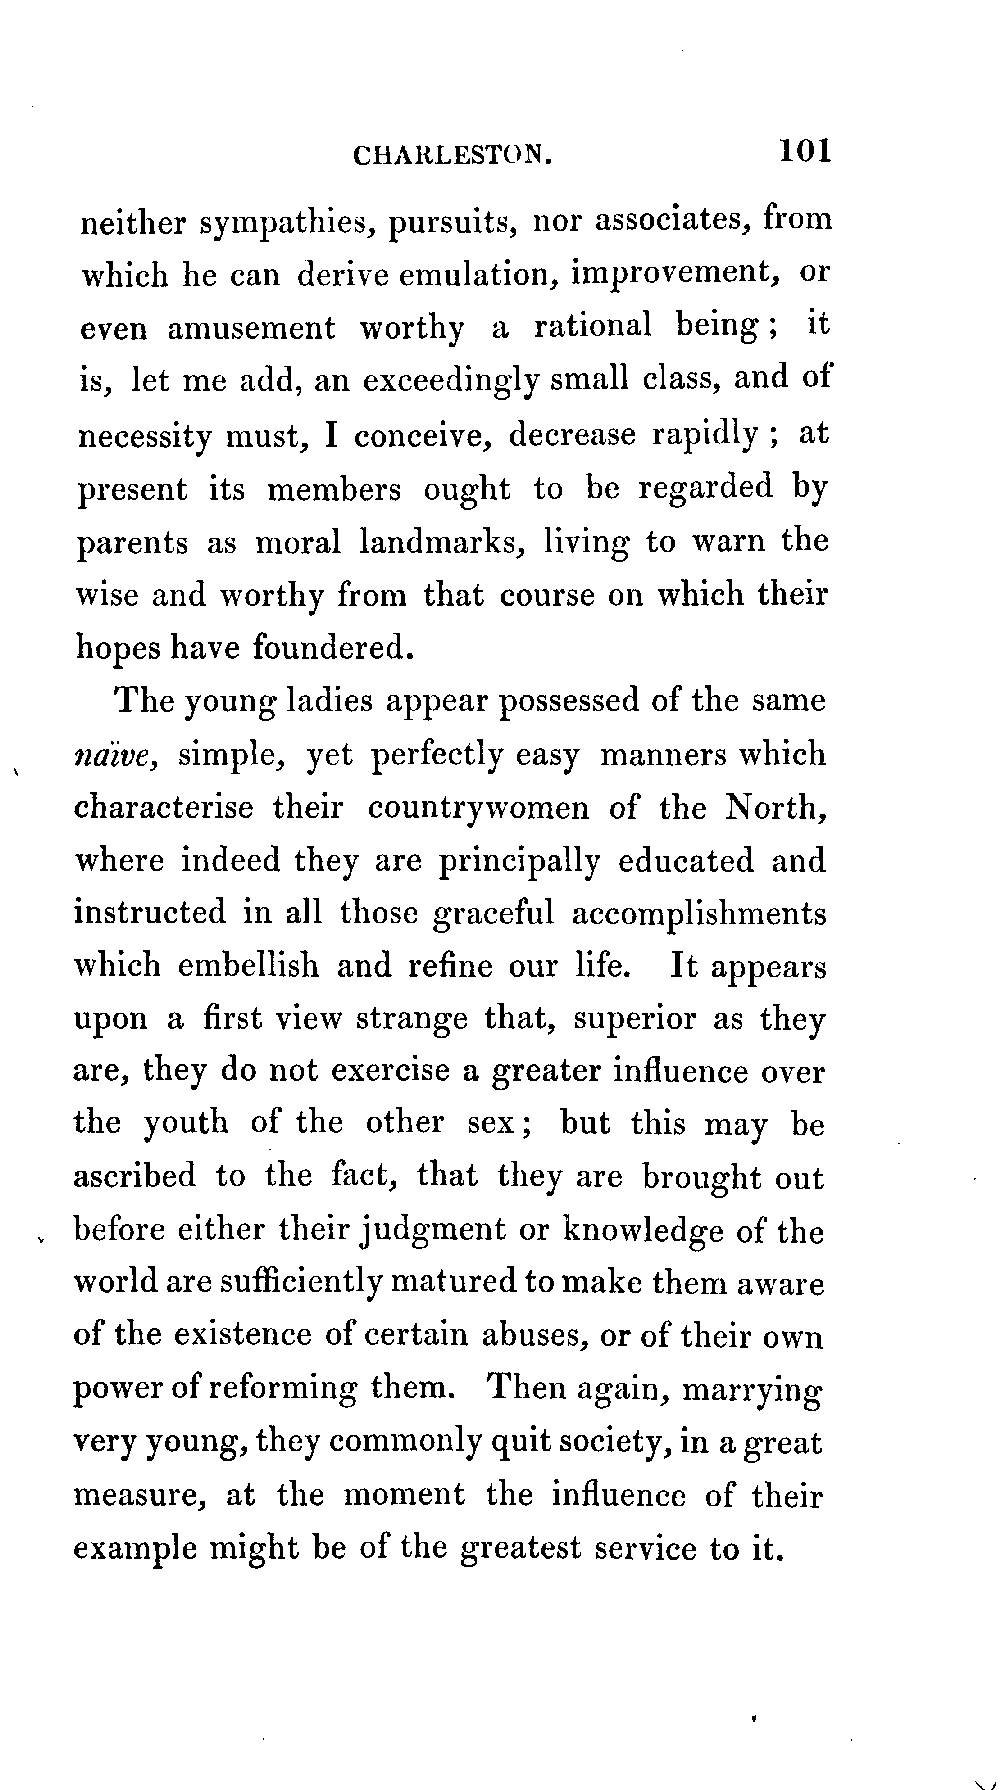 CHARLESTON. 101
neither sympathies, pursuits, nor associates, from
which he can derive emulation, improvement, or
even amusement worthy a rational being; it
is, let me add, an exceedingly small class, and of
necessity must, I conceive, decrease rapidly; at
present its members ought to be regarded by
parents as moral landmarks, living to warn the
wise and worthy from that course on which their
hopes have foundered.
The young ladies appear possessed of the same
naïve, simple, yet perfectly easy manners which
characterise their countrywomen of the North,
where indeed they are principally educated and
instructed in all those graceful accomplishments
which embellish and refine our life. It appears
upon a first view strange that, superior as they
are, they do not exercise a greater influence over
the youth of the other sex; but this may be
ascribed to the fact, that they are brought out
before either their judgment or knowledge of the
world are sufficiently matured to make them aware
of the existence of certain abuses, or of their own
power of reforming them. Then again, marrying
very young, they commonly quit society, in a great
measure, at the moment the influence of their
example might be of the greatest service to it.